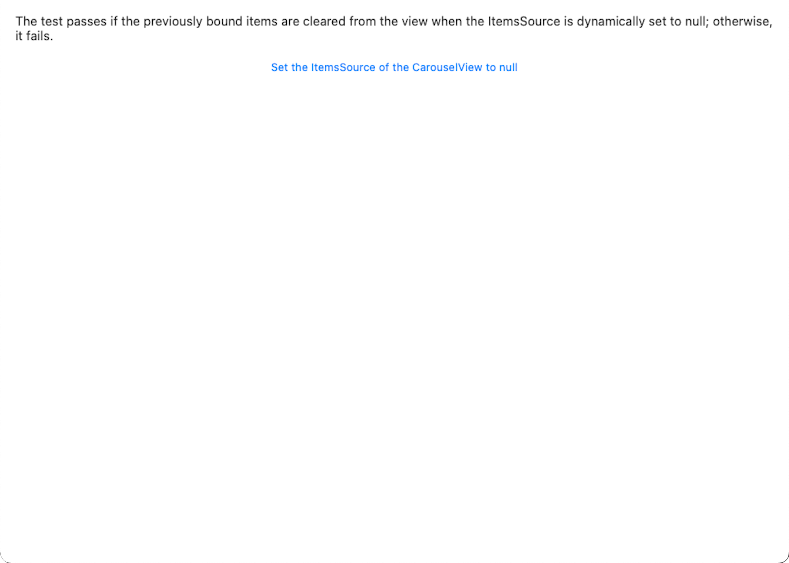 The test passes if the previously bound items are cleared from the view when the ItemsSource is dynamically set to null; otherwise,
it fails.
Set the ItemsSource of the CarouselView to null